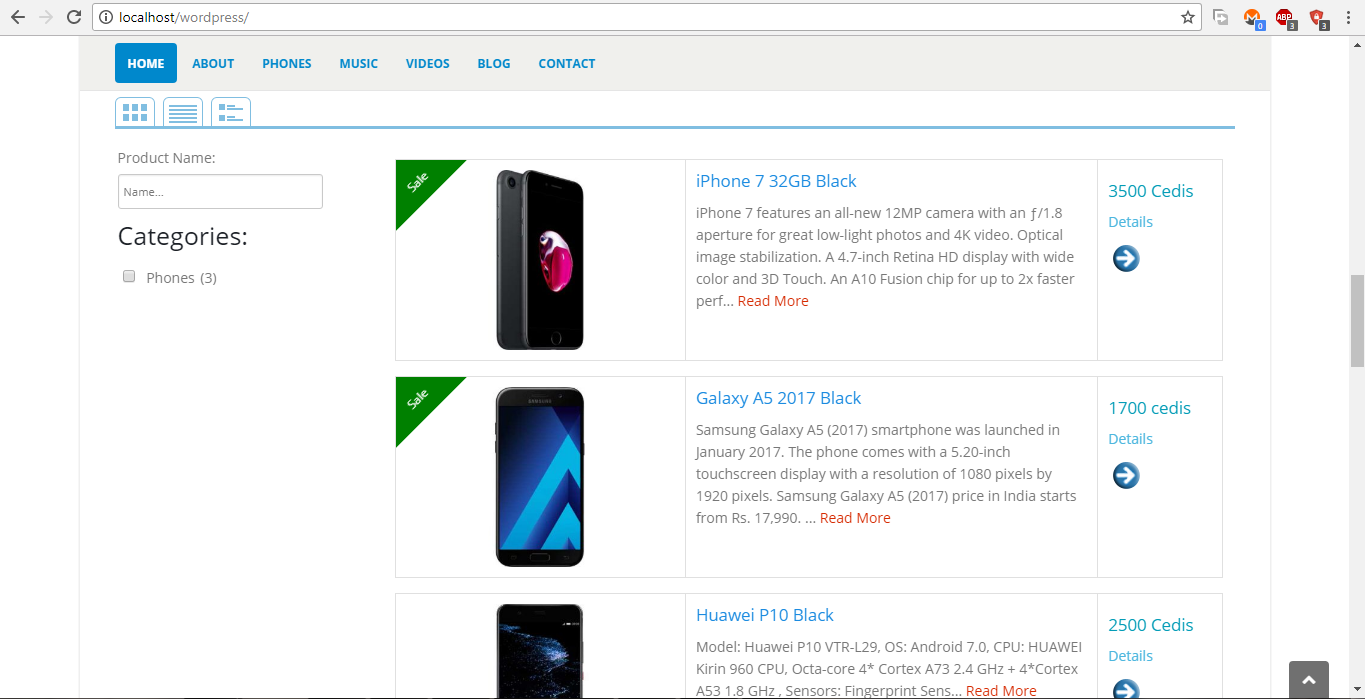 localhost/wordpress/
0
ABP
3
3
HOME ABOUT PHONES MUSIC VIDEOS BLOG CONTACT
Product Name:
Name...
Categories:
Phones (3)
Sale
iPhone 7 32GB Black
iPhone 7 features an all-new 12MP camera with an ƒ/1.8
aperture for great low-light photos and 4K video. Optical
image stabilization. A 4.7-inch Retina HD display with wide
color and 3D Touch. An A10 Fusion chip for up to 2x faster
perf... Read More
3500 Cedis
Details
Sale
SAMSUNG
Galaxy A5 2017 Black
Samsung Galaxy A5 (2017) smartphone was launched in
January 2017. The phone comes with a 5.20-inch
touchscreen display with a resolution of 1080 pixels by
1920 pixels. Samsung Galaxy A5 (2017) price in India starts
from Rs. 17,990. ... Read More
1700 cedis
Details
Huawei P10 Black
Model: Huawei P10 VTR-L29, OS: Android 7.0, CPU: HUAWEI
Kirin 960 CPU, Octa-core 4* Cortex A73 2.4 GHz + 4*Cortex
A53 1.8 GHz , Sensors: Fingerprint Sens... Read More
2500 Cedis
Details